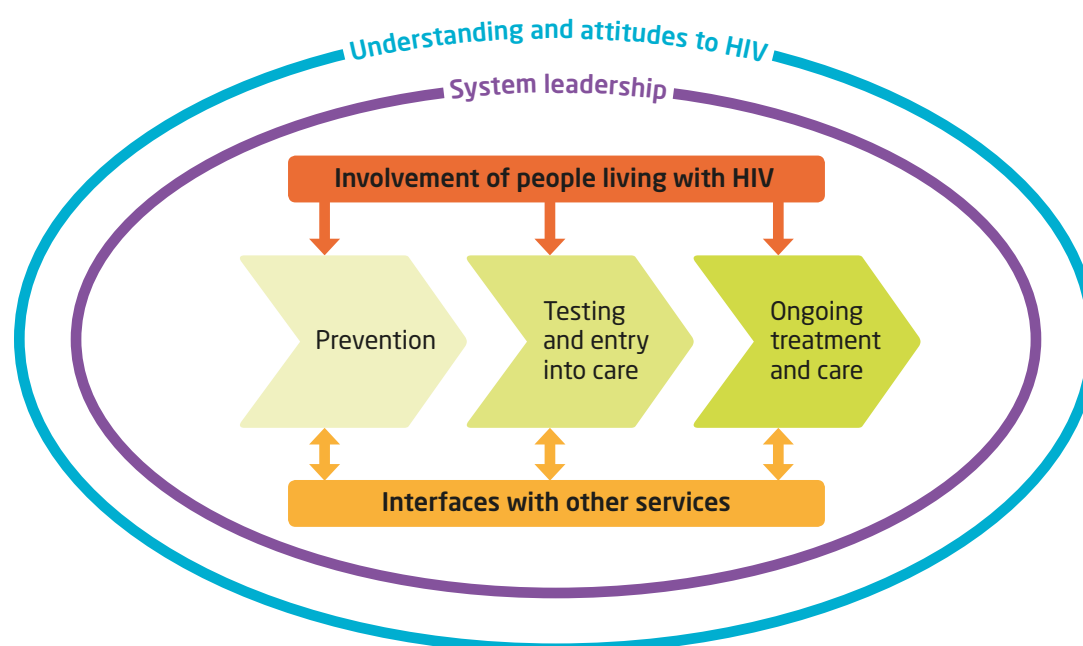 Understanding and attitudes to HIV
System leadership
Involvement of people living with HIV
Prevention
Testing
and entry
into care
Ongoing
treatment
and care
Interfaces with other services